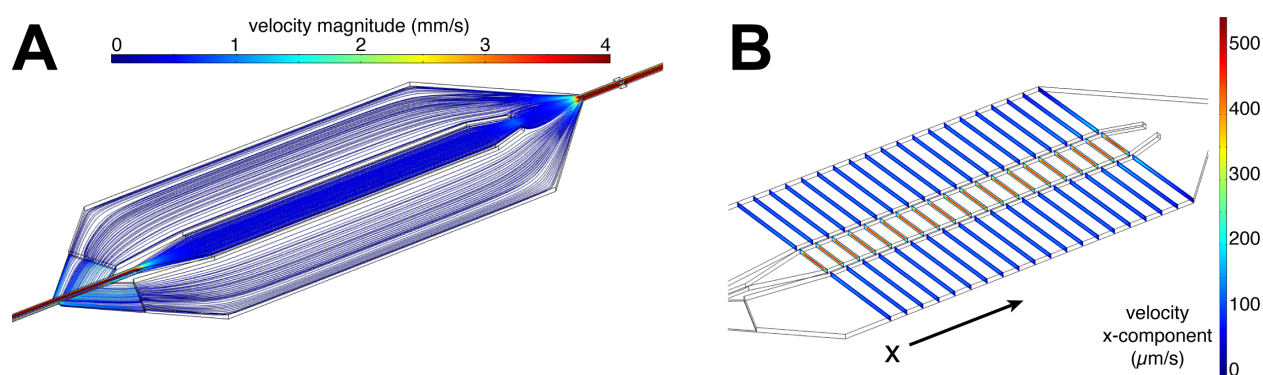 A
velocity magnitude (mm/s)
0 1 2 3 4
B
500
400
300
200
100
0
velocity
x-component
(µm/s)
x